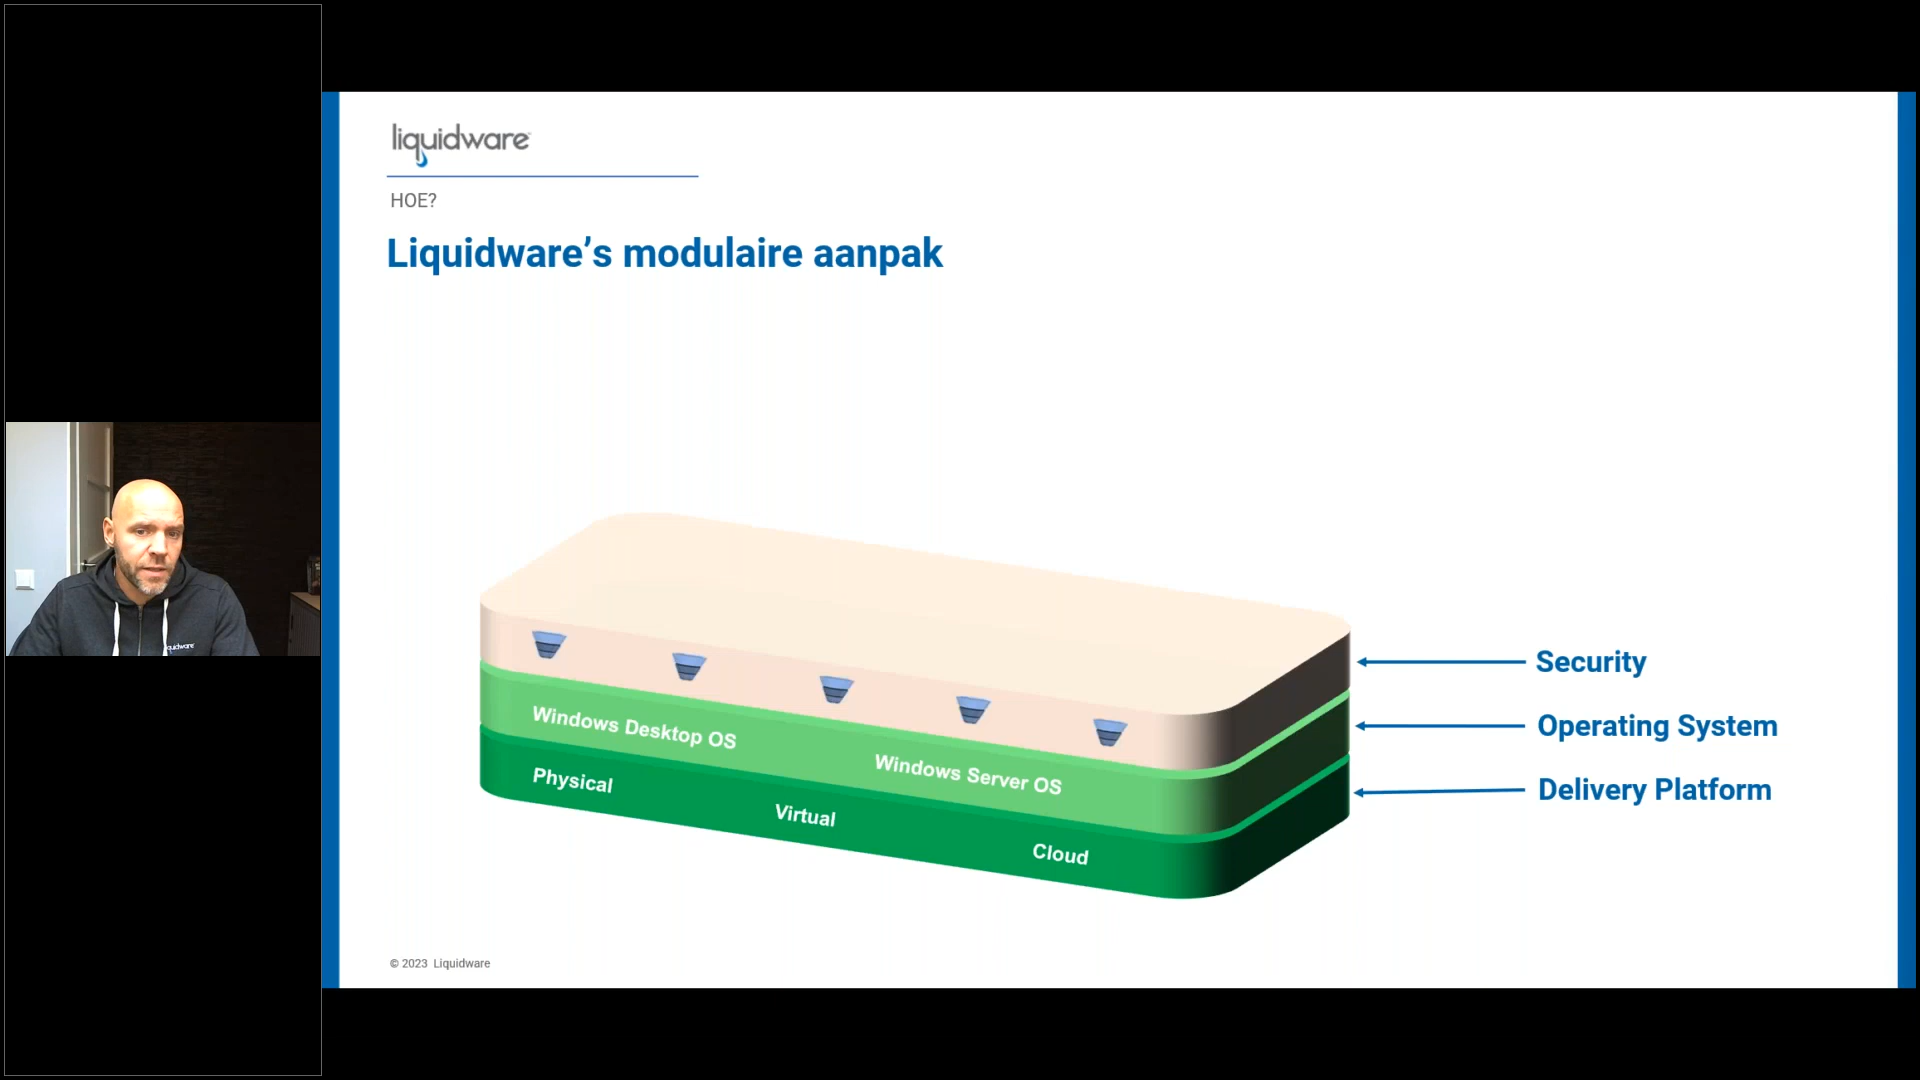 liquidware
HOE?
Liquidware’s modulaire aanpak
Security
Windows Desktop OS
Windows Server OS
Operating System
Physical
Virtual
Cloud
Delivery Platform
© 2023 Liquidware
liquidware